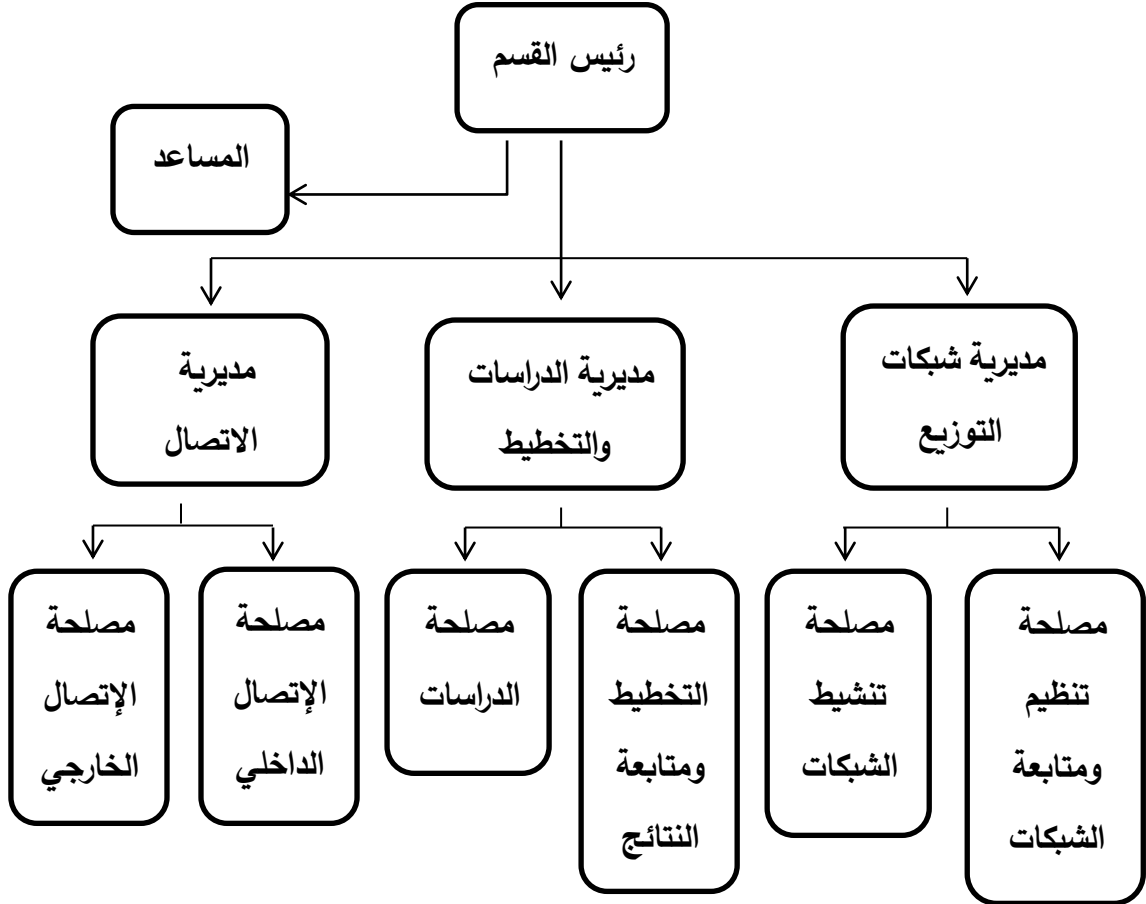 رئيس القسم
المساعد
مديرية شبكات
التوزيع
مديرية الدراسات
والتخطيط
مديرية
الاتصال
مصلحة
تنظيم
ومتابعة
الشبكات
مصلحة
تنشيط
الشبكات
مصلحة
التخطيط
ومتابعة
النتائج
مصلحة
الدراسات
مصلحة
الإتصال
الداخلي
مصلحة
الإتصال
الخارجي